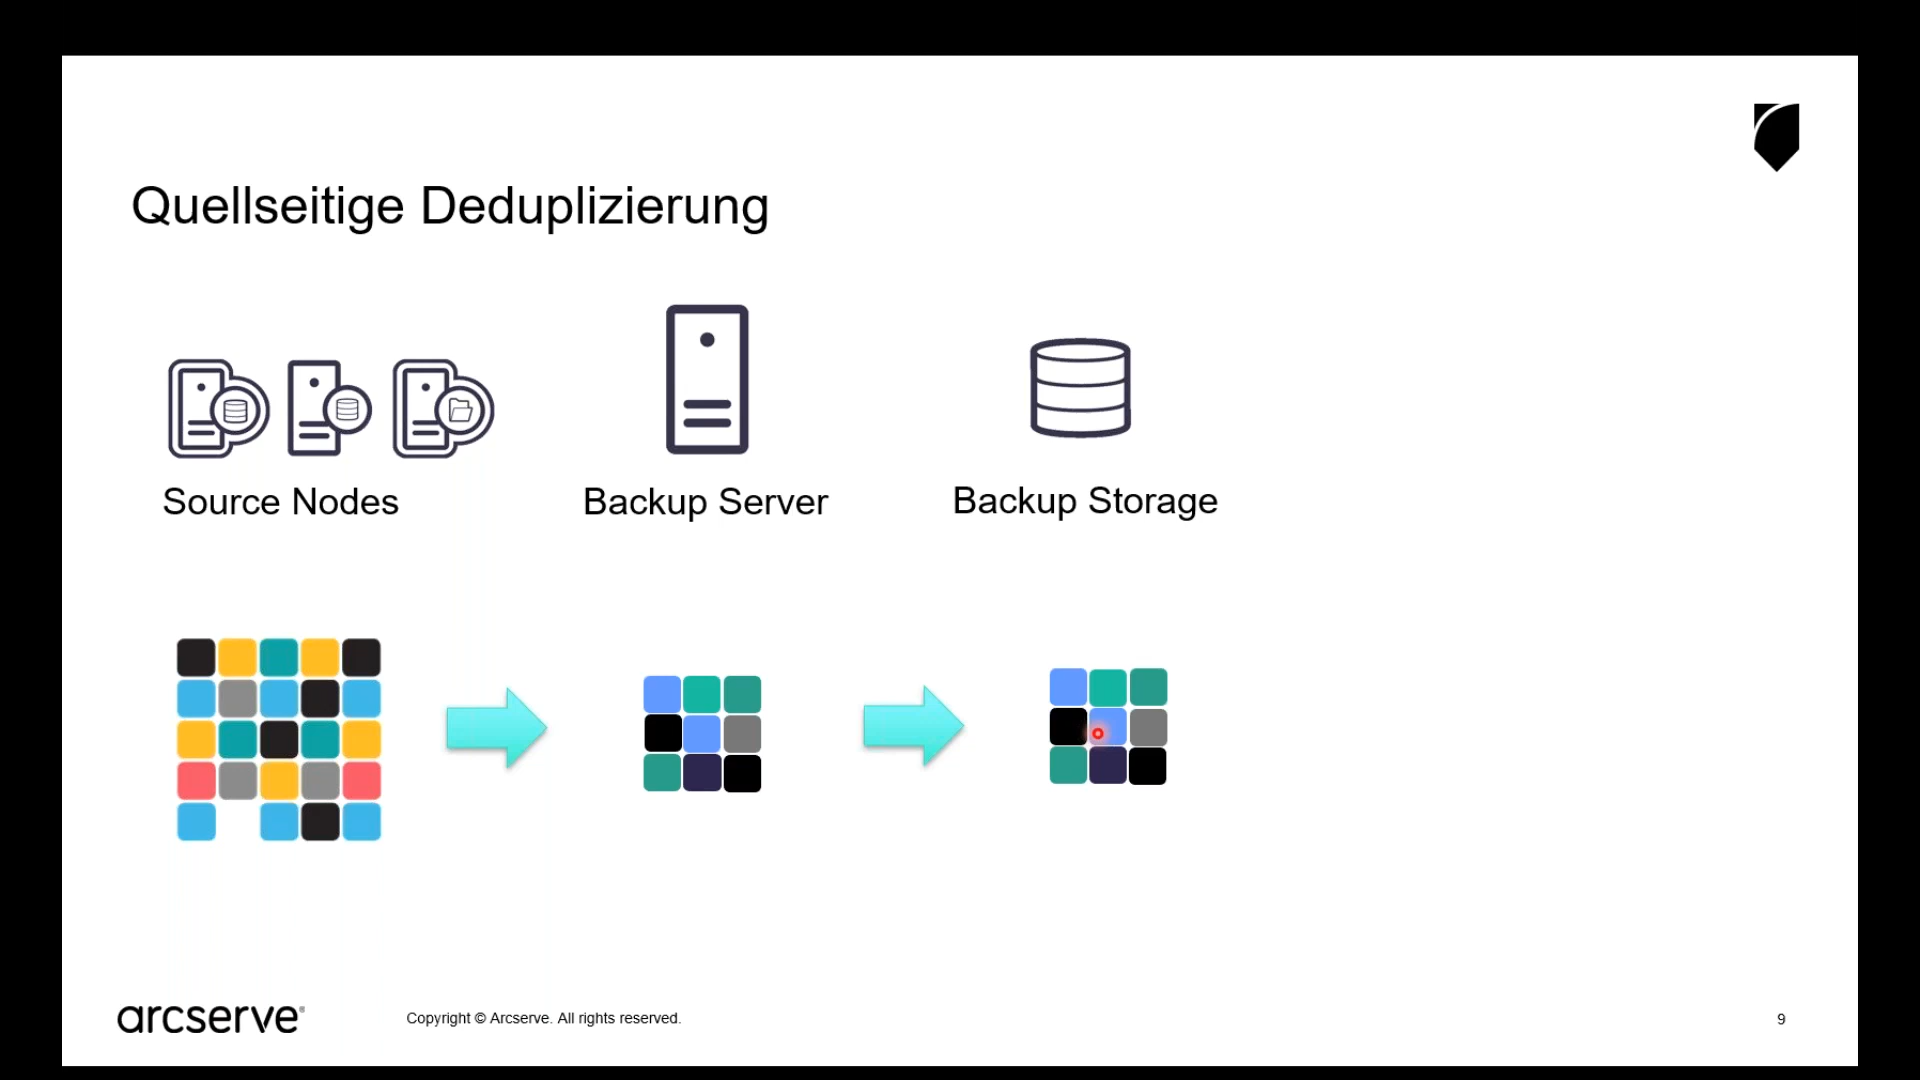 Quellseitige Deduplizierung
Source Nodes
Backup Server
Backup Storage
arcserve®
Copyright © Arcserve. All rights reserved.
9